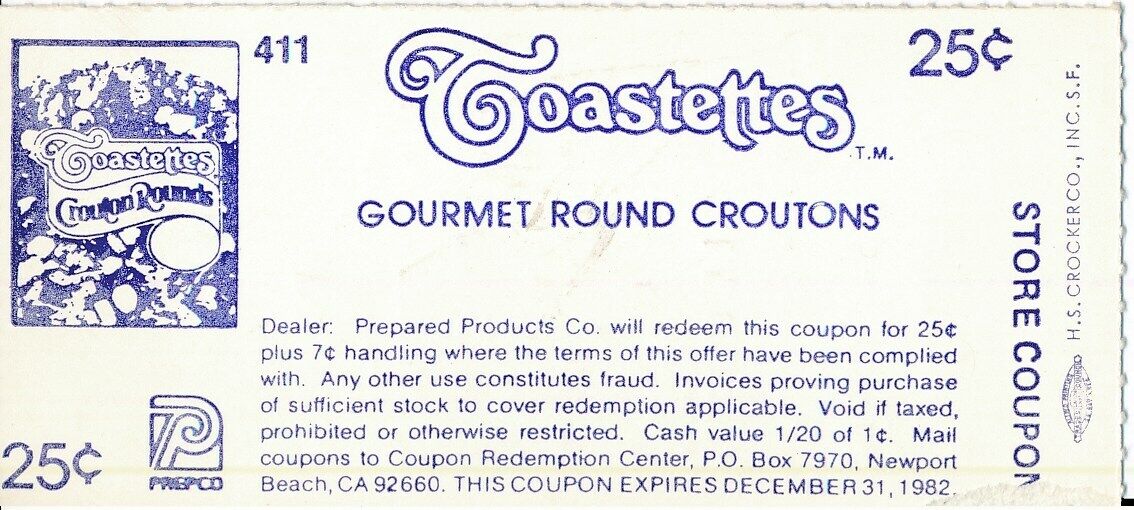 411
Toastettes
T.M.
25¢
GOURMET ROUND CROUTONS
Toastettes
Crouton Rounds
Dealer: Prepared Products Co. will redeem this coupon for 25¢
plus 7¢ handling where the terms of this offer have been complied
with. Any other use constitutes fraud. Invoices proving purchase
of sufficient stock to cover redemption applicable. Void if taxed,
prohibited or otherwise restricted. Cash value 1/20 of 1¢. Mail
coupons to Coupon Redemption Center, P.O. Box 7970, Newport
Beach, CA 92660. THIS COUPON EXPIRES DECEMBER 31, 1982.
25¢
PREPCO
STORE COUPON
H.S. CROCKER CO., INC. S.F.